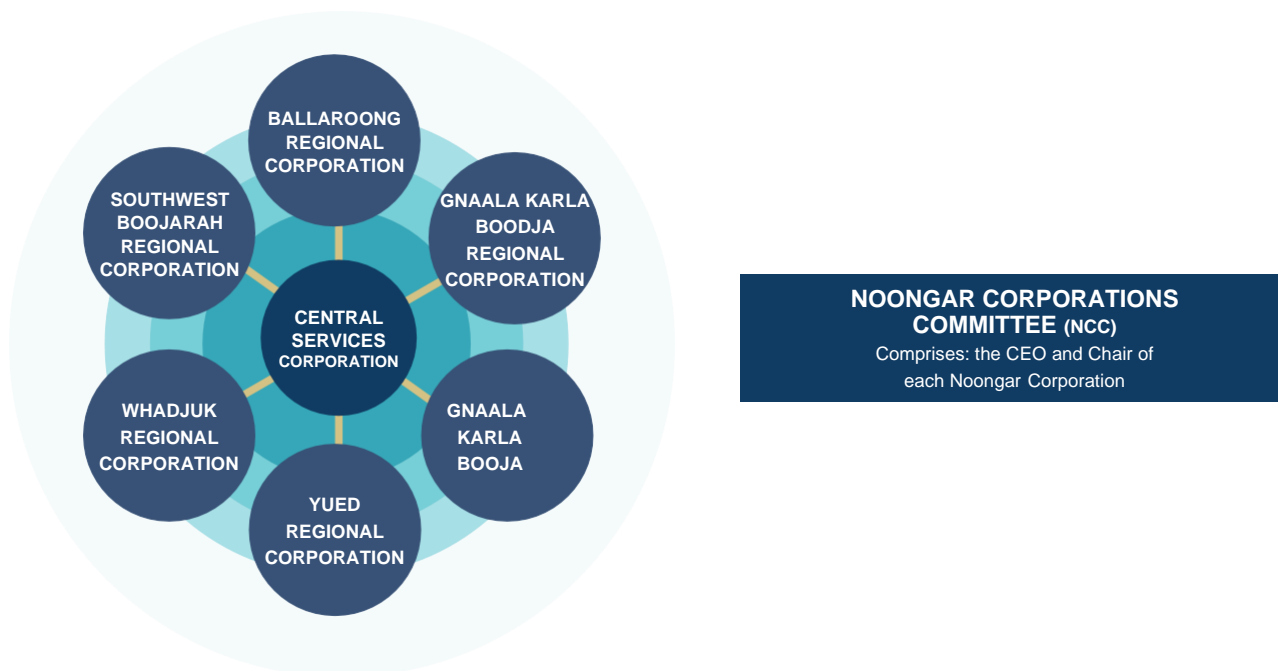 BALLAROONG
REGIONAL
CORPORATION
SOUTHWEST
BOOJARAH
REGIONAL
CORPORATION
GNAALA KARLA
BOODJA
REGIONAL
CORPORATION
CENTRAL
SERVICES
CORPORATION
WHADJUK
REGIONAL
CORPORATION
GNAALA
KARLA
BOOJA
YUED
REGIONAL
CORPORATION
NOONGAR CORPORATIONS
COMMITTEE (NCC)
Comprises: the CEO and Chair of
each Noongar Corporation